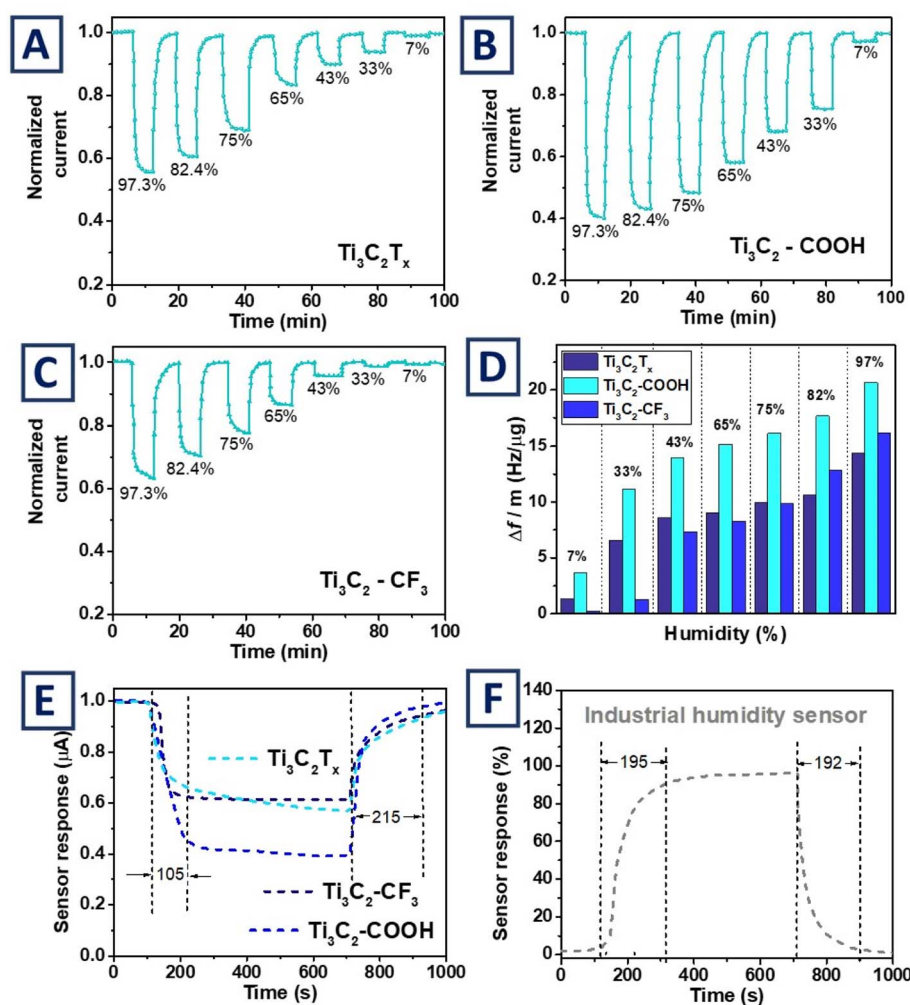 A
Normalized
current
1.0
0.8
0.6
0.4
0.2
97.3%
82.4%
75%
65%
43%
33%
7%
Ti₃C₂Tₓ
0 20 40 60 80 100
Time (min)
B
Normalized
current
1.0
0.8
0.6
0.4
0.2
97.3%
82.4%
75%
65%
43%
33%
7%
Ti₃C₂ - COOH
0 20 40 60 80 100
Time (min)
C
Normalized
current
1.0
0.8
0.6
0.4
0.2
97.3%
82.4%
75%
65%
43%
33%
7%
Ti₃C₂ - CF₃
0 20 40 60 80 100
Time (min)
D
Δf / m (Hz/μg)
20
15
10
5
0
Ti₃C₂Tₓ
Ti₃C₂-COOH
Ti₃C₂-CF₃
7%
33%
43%
65%
75%
82%
97%
Humidity (%)
E
Sensor response (μA)
1.0
0.8
0.6
0.4
0.2
0.0
Ti₃C₂Tₓ
215
105
Ti₃C₂-CF₃
Ti₃C₂-COOH
0 200 400 600 800 1000
Time (s)
F
Sensor response (%)
140
120
100
80
60
40
20
0
Industrial humidity sensor
195
192
0 200 400 600 800 1000
Time (s)